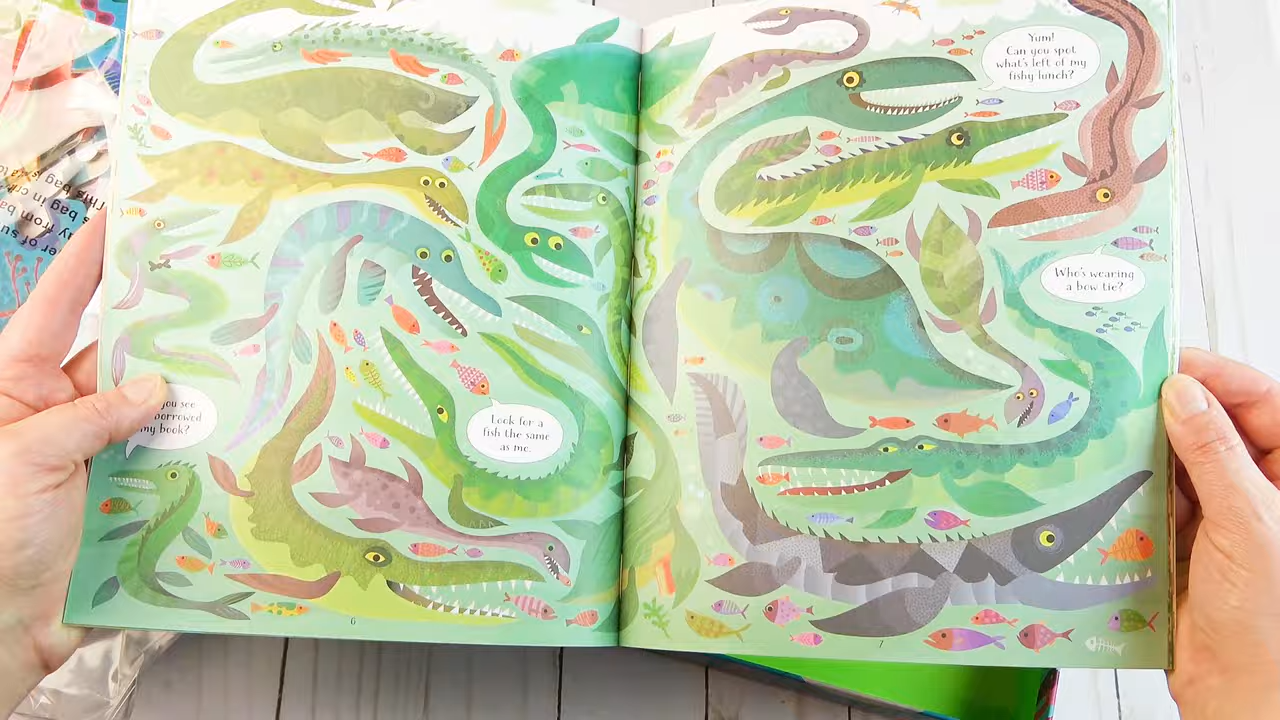 Yum!
Can you spot
what's left of my
fishy lunch?
Who's wearing
a bow tie?
you see
borrowed
my book?
Look for a
fish the same
as me.
6
7